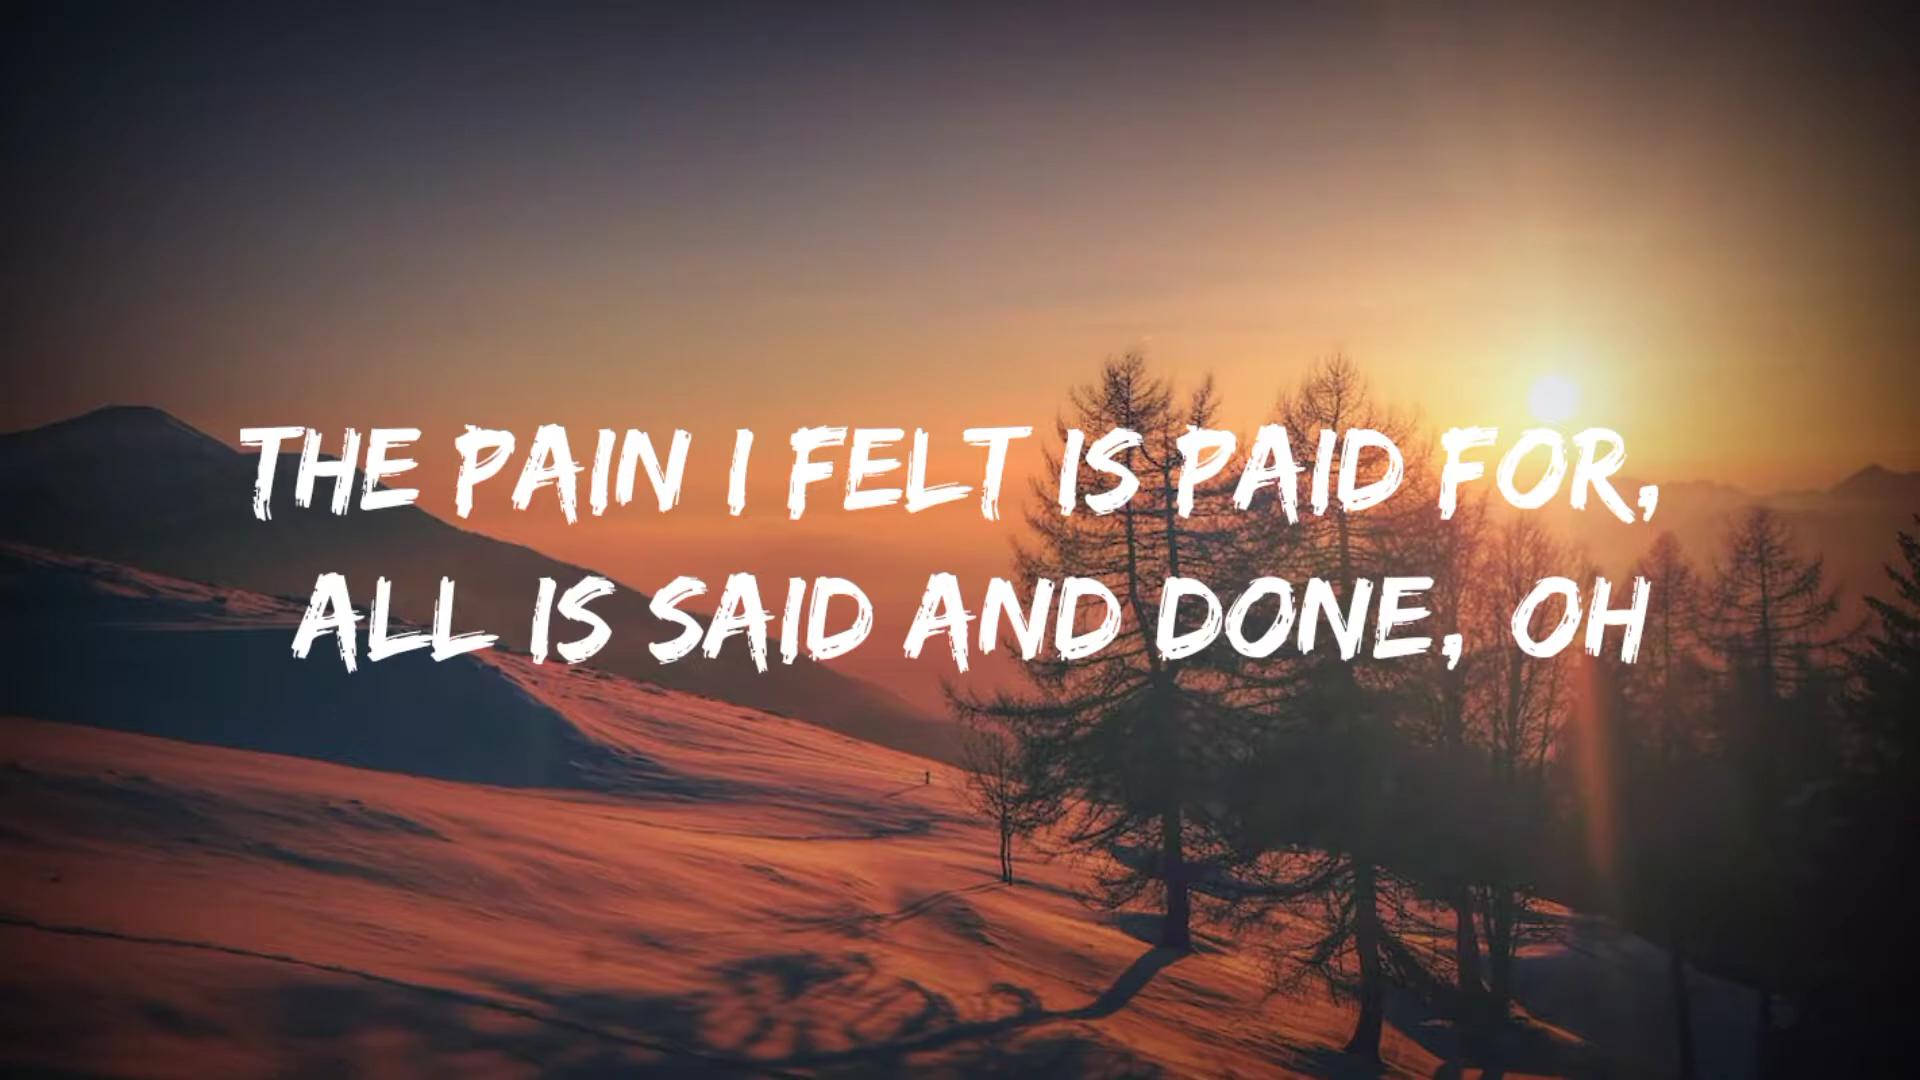 THE PAIN I FELT IS PAID FOR,
ALL IS SAID AND DONE, OH